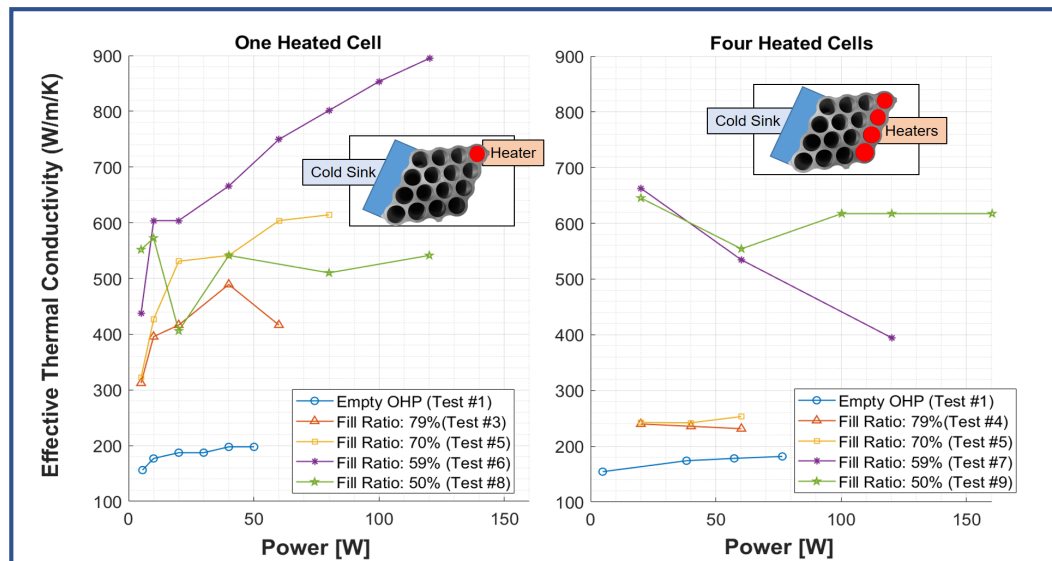 One Heated Cell
Four Heated Cells
Effective Thermal Conductivity (W/m/K)
900
800
700
600
500
400
300
200
100
0
50
100
150
Power [W]
Cold Sink
Heater
Empty OHP (Test #1)
Fill Ratio: 79%(Test #3)
Fill Ratio: 70% (Test #5)
Fill Ratio: 59% (Test #6)
Fill Ratio: 50% (Test #8)
900
800
700
600
500
400
300
200
100
0
50
100
150
Power [W]
Cold Sink
Heaters
Empty OHP (Test #1)
Fill Ratio: 79% (Test #4)
Fill Ratio: 70% (Test #5)
Fill Ratio: 59% (Test #7)
Fill Ratio: 50% (Test #9)